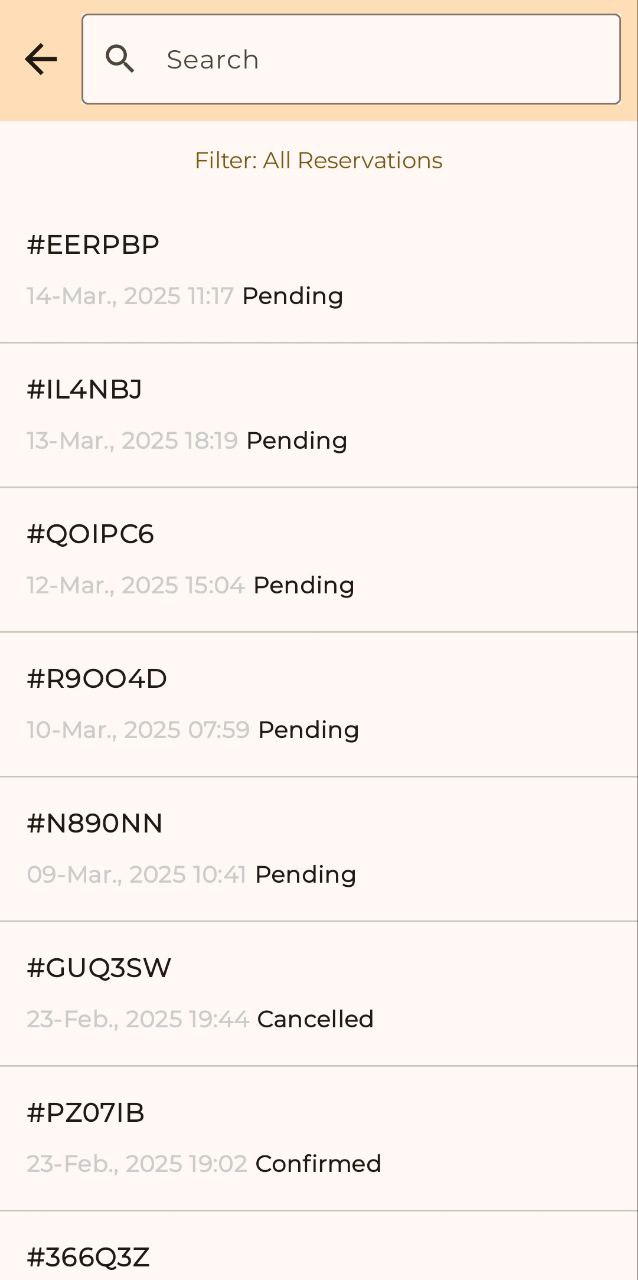 Search
Filter: All Reservations
#EERPBP
14-Mar., 2025 11:17 Pending
#IL4NBJ
13-Mar., 2025 18:19 Pending
#QOIPC6
12-Mar., 2025 15:04 Pending
#R9OO4D
10-Mar., 2025 07:59 Pending
#N890NN
09-Mar., 2025 10:41 Pending
#GUQ3SW
23-Feb., 2025 19:44 Cancelled
#PZ07IB
23-Feb., 2025 19:02 Confirmed
#366Q3Z